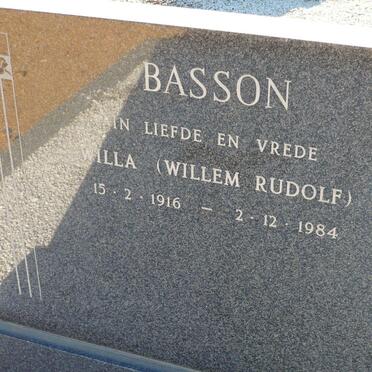 BASSON
IN LIEFDE EN VREDE
ILLA (WILLEM RUDOLF)
15 · 2 · 1916 – 2 · 12 · 1984